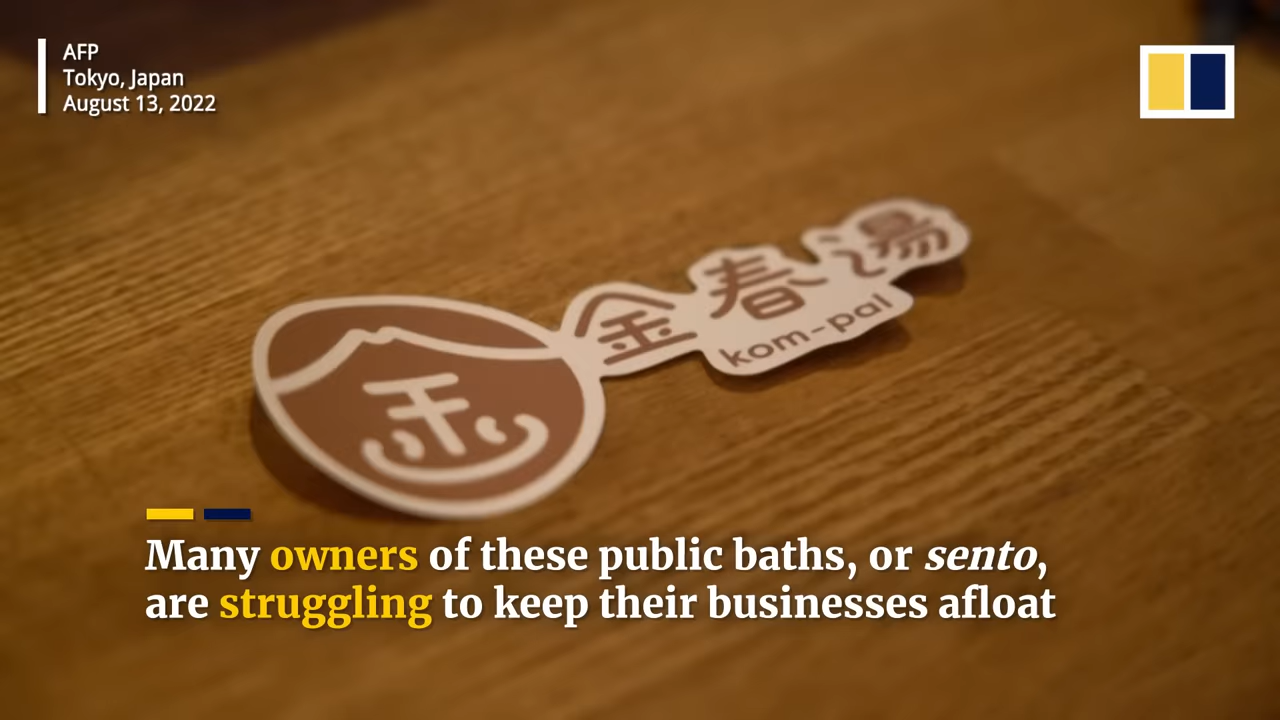 AFP
Tokyo, Japan
August 13, 2022
金春湯
kom-pal
金
Many owners of these public baths, or sento,
are struggling to keep their businesses afloat